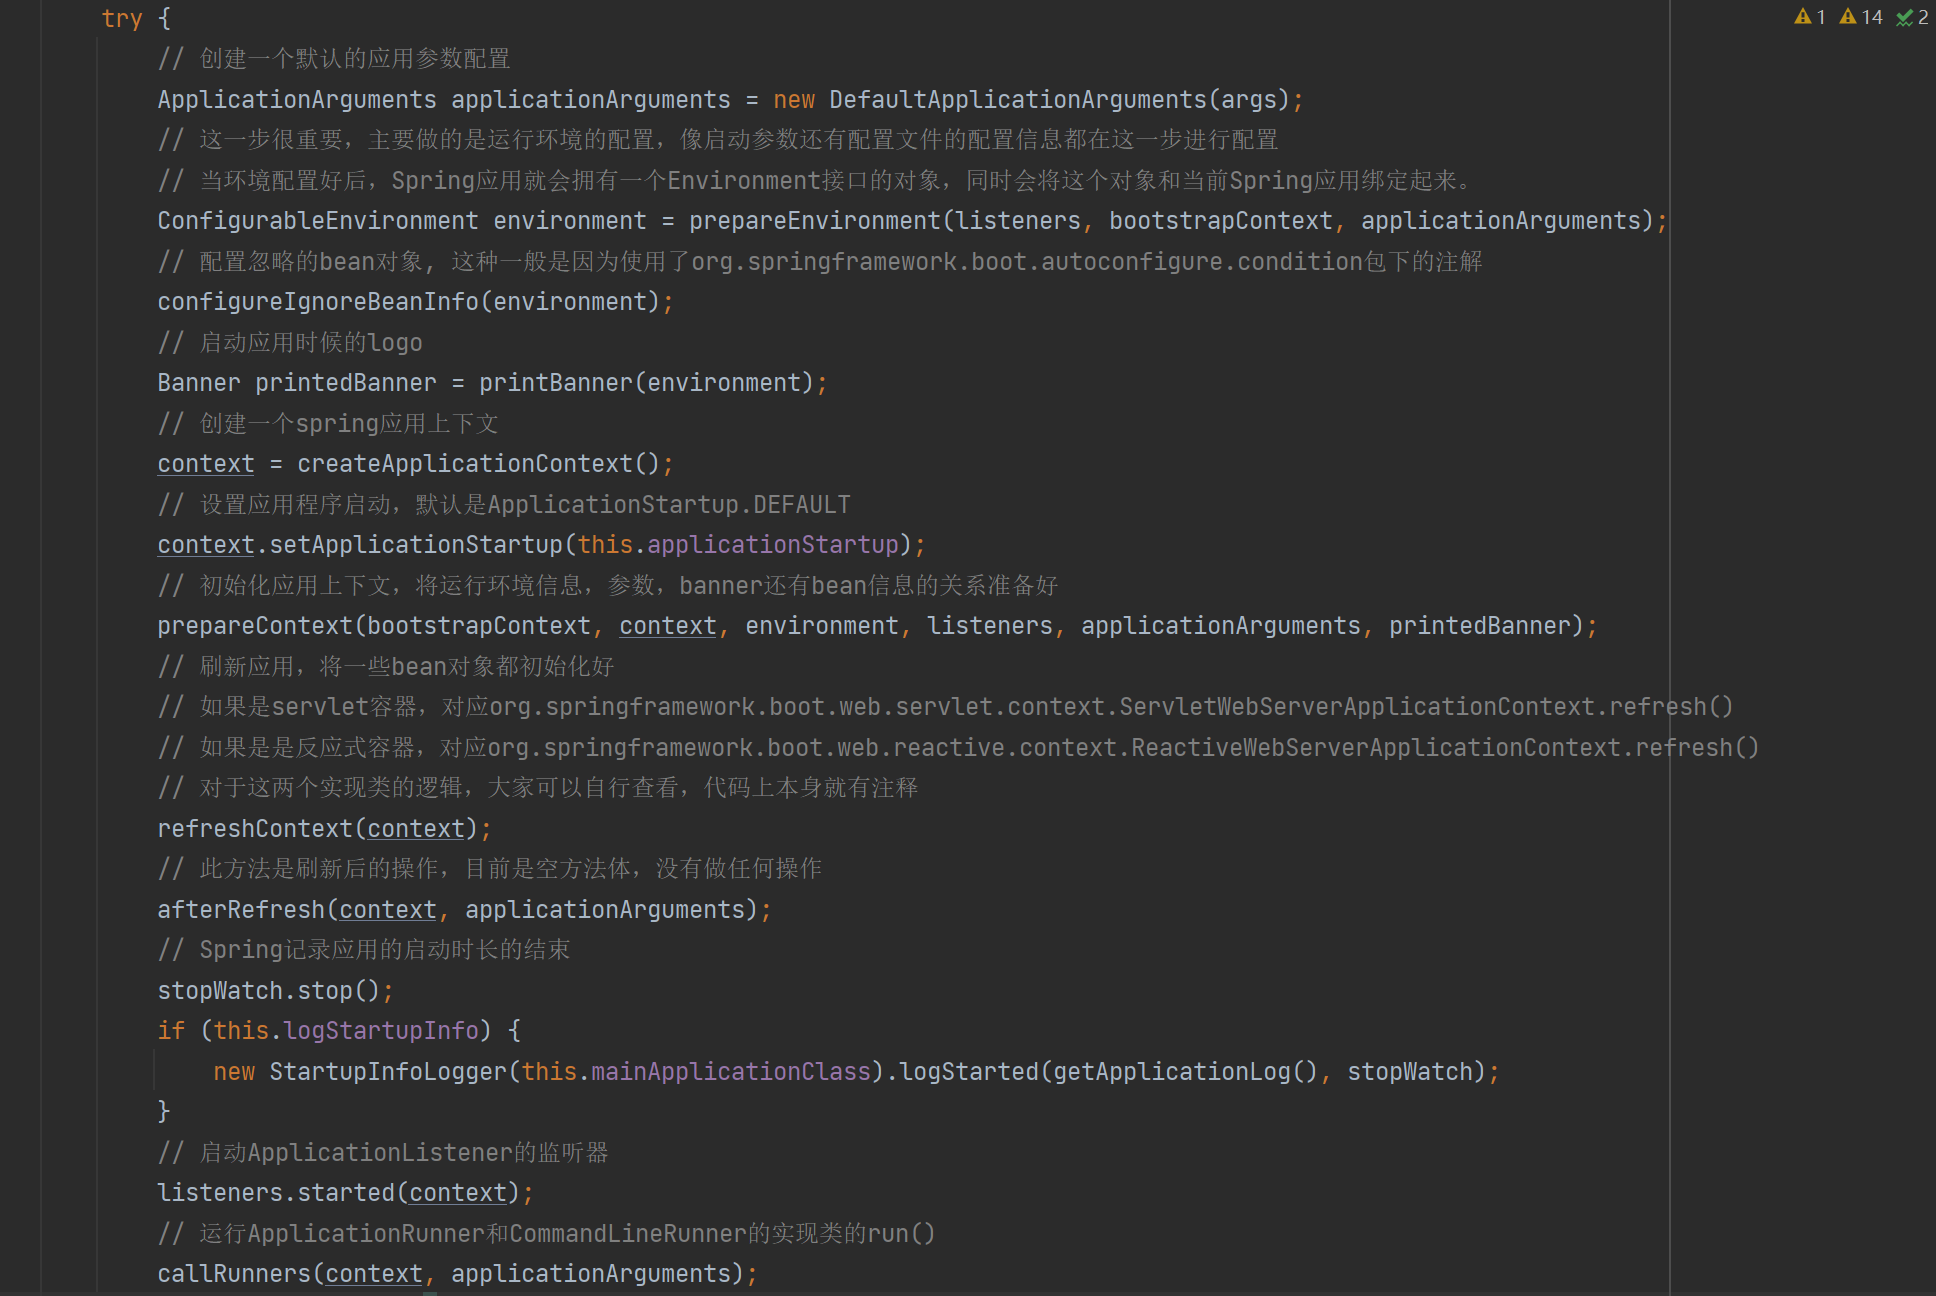 try {
⚠1 ⚠14 ✓2
// 创建一个默认的应用参数配置
ApplicationArguments applicationArguments = new DefaultApplicationArguments(args);
// 这一步很重要，主要做的是运行环境的配置，像启动参数还有配置文件的配置信息都在这一步进行配置
// 当环境配置好后，Spring应用就会拥有一个Environment接口的对象，同时会将这个对象和当前Spring应用绑定起来。
ConfigurableEnvironment environment = prepareEnvironment(listeners, bootstrapContext, applicationArguments);
// 配置忽略的bean对象, 这种一般是因为使用了org.springframework.boot.autoconfigure.condition包下的注解
configureIgnoreBeanInfo(environment);
// 启动应用时候的logo
Banner printedBanner = printBanner(environment);
// 创建一个spring应用上下文
context = createApplicationContext();
// 设置应用程序启动，默认是ApplicationStartup.DEFAULT
context.setApplicationStartup(this.applicationStartup);
// 初始化应用上下文，将运行环境信息，参数，banner还有bean信息的关系准备好
prepareContext(bootstrapContext, context, environment, listeners, applicationArguments, printedBanner);
// 刷新应用，将一些bean对象都初始化好
// 如果是servlet容器，对应org.springframework.boot.web.servlet.context.ServletWebServerApplicationContext.refresh()
// 如果是是反应式容器，对应org.springframework.boot.web.reactive.context.ReactiveWebServerApplicationContext.refresh()
// 对于这两个实现类的逻辑，大家可以自行查看，代码上本身就有注释
refreshContext(context);
// 此方法是刷新后的操作，目前是空方法体，没有做任何操作
afterRefresh(context, applicationArguments);
// Spring记录应用的启动时长的结束
stopWatch.stop();
if (this.logStartupInfo) {
new StartupInfoLogger(this.mainApplicationClass).logStarted(getApplicationLog(), stopWatch);
}
// 启动ApplicationListener的监听器
listeners.started(context);
// 运行ApplicationRunner和CommandLineRunner的实现类的run()
callRunners(context, applicationArguments);